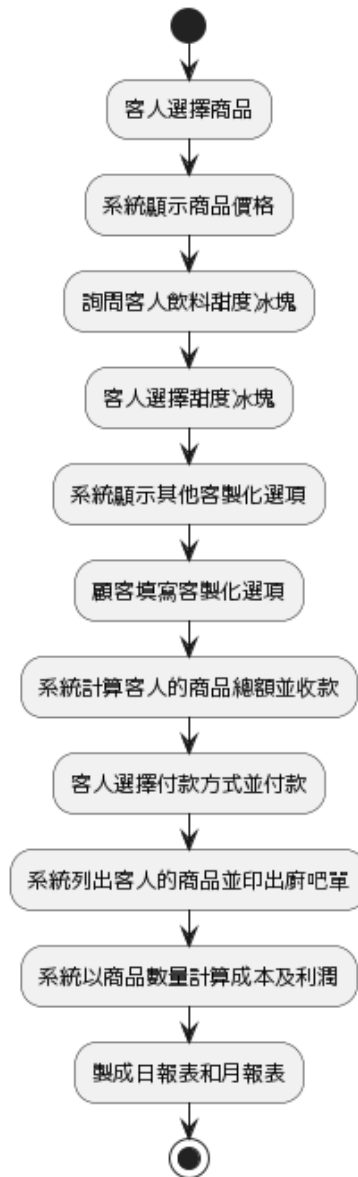 客人選擇商品
系統顯示商品價格
詢問客人飲料甜度冰塊
客人選擇甜度冰塊
系統顯示其他客製化選項
顧客填寫客製化選項
系統計算客人的商品總額並收款
客人選擇付款方式並付款
系統列出客人的商品並印出廚吧單
系統以商品數量計算成本及利潤
製成日報表和月報表